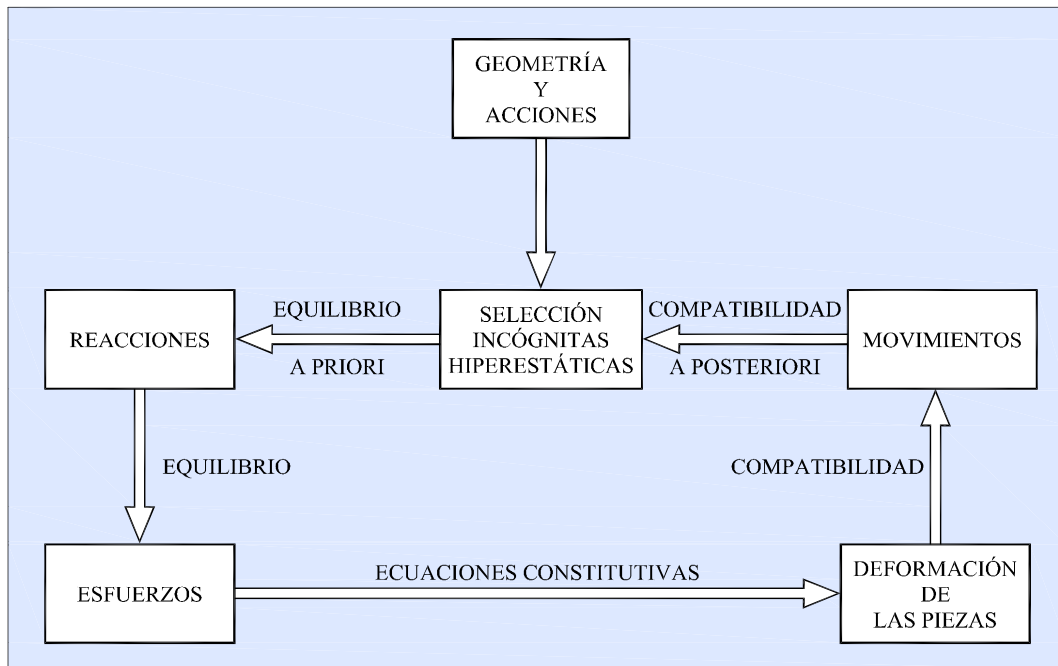 GEOMETRÍA
Y
ACCIONES
EQUILIBRIO
A PRIORI
SELECCIÓN
INCÓGNITAS
HIPERESTÁTICAS
COMPATIBILIDAD
A POSTERIORI
REACCIONES
MOVIMIENTOS
EQUILIBRIO
COMPATIBILIDAD
ESFUERZOS
ECUACIONES CONSTITUTIVAS
DEFORMACIÓN
DE
LAS PIEZAS